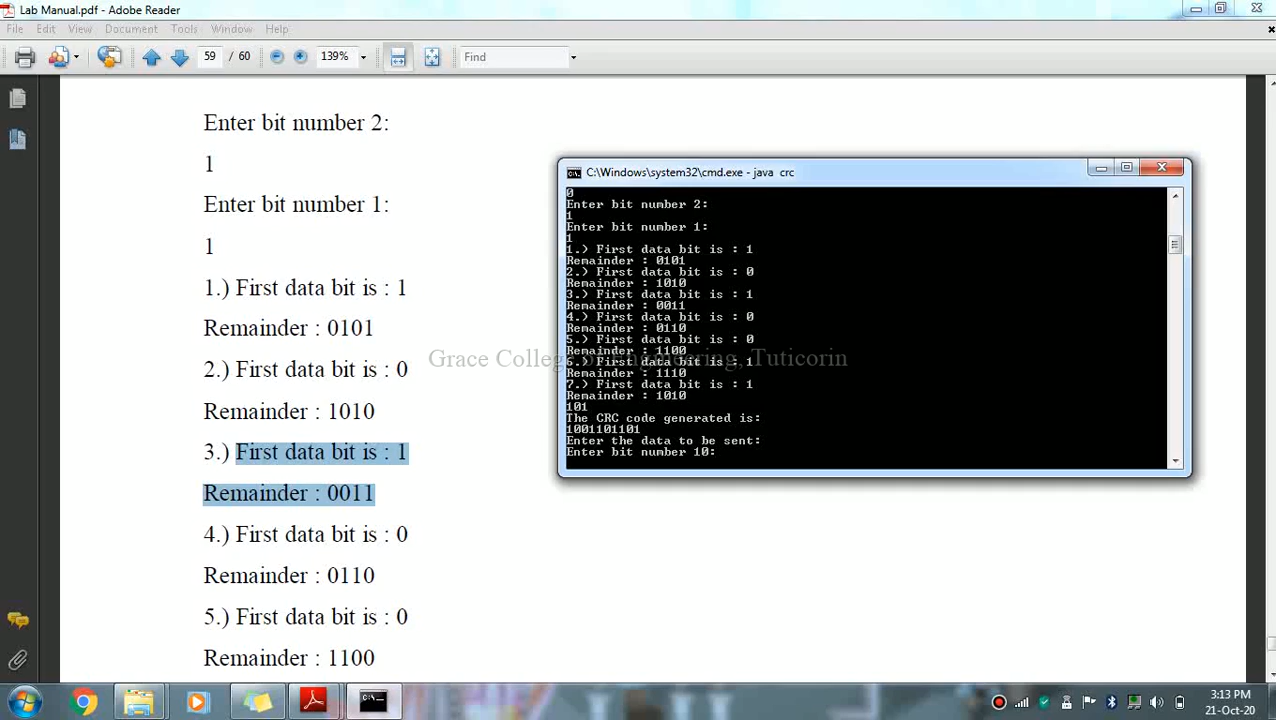 Lab Manual.pdf - Adobe Reader
File Edit View Document Tools Window Help
59 / 60 139% Find
Enter bit number 2:
1
Enter bit number 1:
1
1.) First data bit is : 1
Remainder : 0101
2.) First data bit is : 0
Remainder : 1010
3.) First data bit is : 1
Remainder : 0011
4.) First data bit is : 0
Remainder : 0110
5.) First data bit is : 0
Remainder : 1100
C:\Windows\system32\cmd.exe - java crc
0
Enter bit number 2:
1
Enter bit number 1:
1
1.) First data bit is : 1
Remainder : 0101
2.) First data bit is : 0
Remainder : 1010
3.) First data bit is : 1
Remainder : 0011
4.) First data bit is : 0
Remainder : 0110
5.) First data bit is : 0
Remainder : 1100
6.) First data bit is : 1
Remainder : 1110
7.) First data bit is : 1
Remainder : 1010
101
The CRC code generated is:
1001101101
Enter the data to be sent:
Enter bit number 10:
Grace College of Engineering, Tuticorin
3:13 PM
21-Oct-20